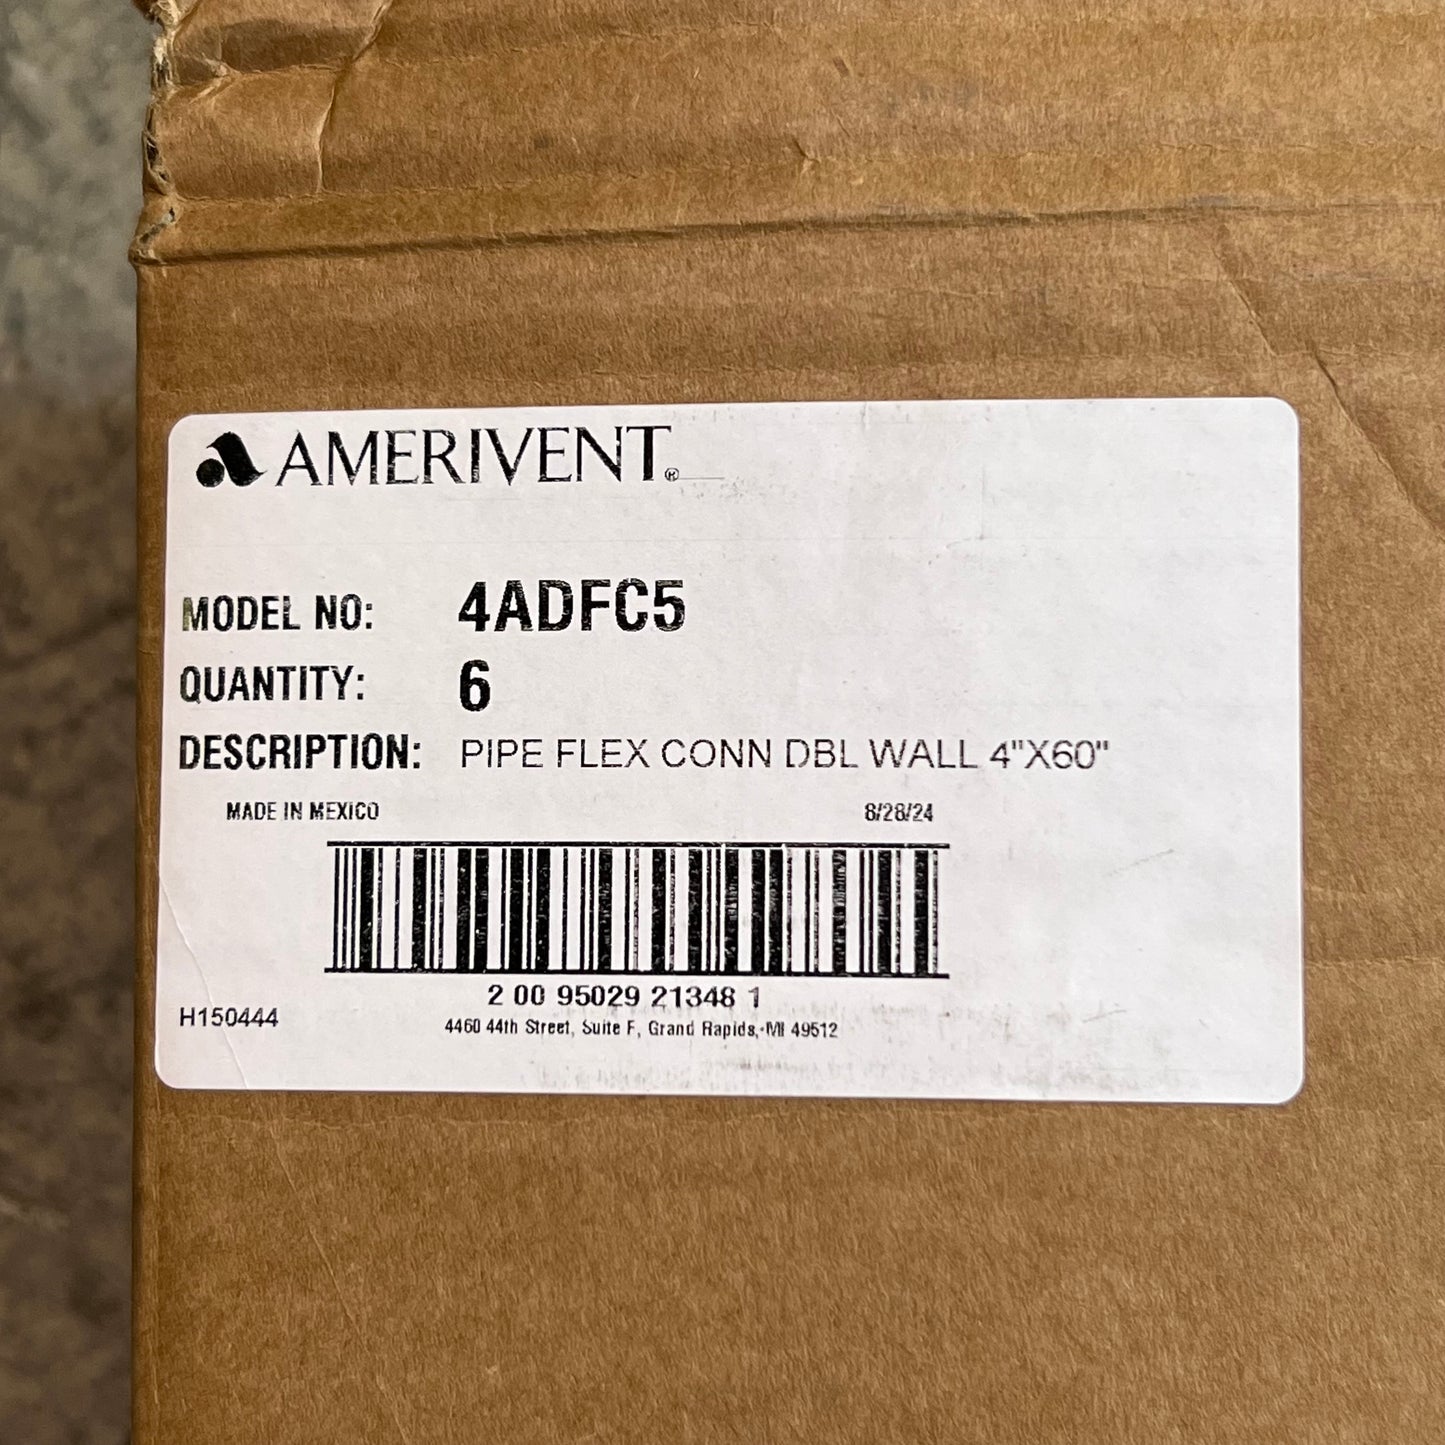 AMERIVENT®
MODEL NO: 4ADFC5
QUANTITY: 6
DESCRIPTION: PIPE FLEX CONN DBL WALL 4"X60"
MADE IN MEXICO 8/28/24
2 00 95029 21348 1
H150444
4460 44th Street, Suite F, Grand Rapids, MI 49512